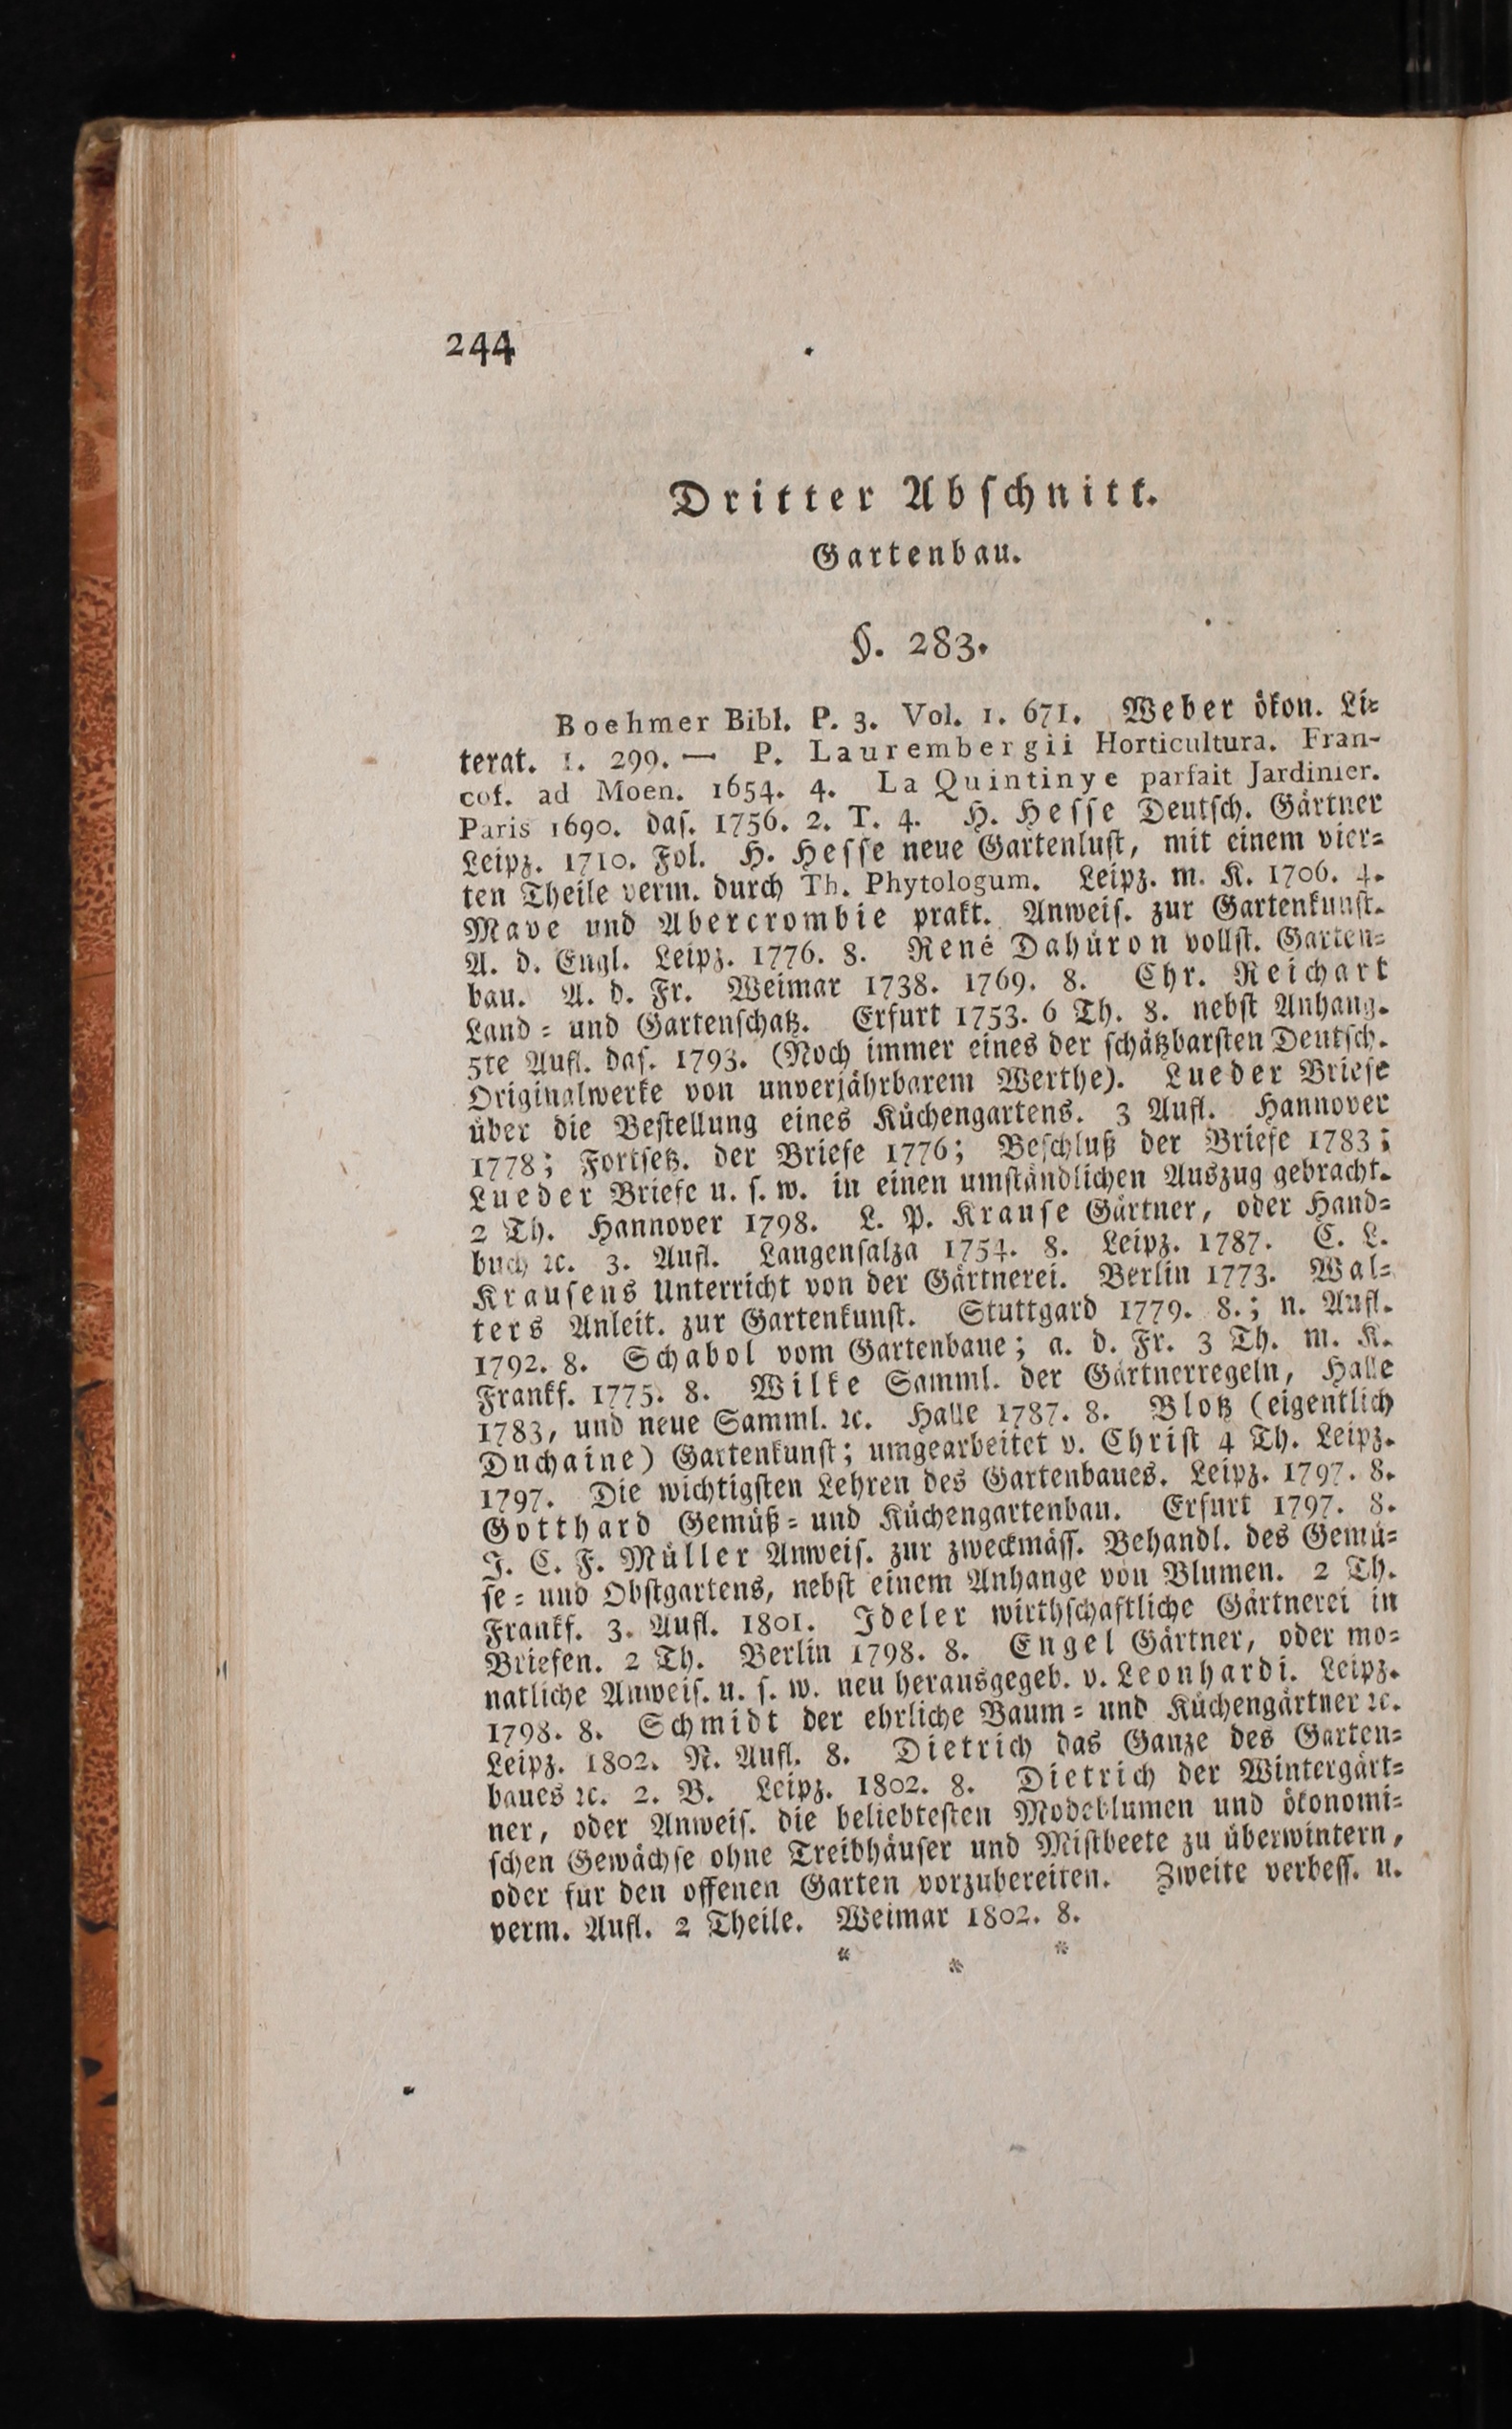 244
Dritter Abschnitt.
Gartenbau.
§. 283.
Boehmer Bibl. P. 3. Vol. 1. 671. Weber ökon. Li=
terat. 1. 299. — P. Laurembergii Horticultura. Fran-
cof. ad Moen. 1654. 4. La Quintinye parfait Jardinier.
Paris 1690. das. 1756. 2. T. 4. H. Hesse Deutsch. Gärtner
Leipz. 1710. Fol. H. Hesse neue Gartenlust, mit einem vier=
ten Theile verm. durch Th. Phytologum. Leipz. m. K. 1706. 4.
Mave und Abercrombie prakt. Anweis. zur Gartenkunst.
A. d. Engl. Leipz. 1776. 8. René Dahüron vollst. Garten=
bau. A. d. Fr. Weimar 1738. 1769. 8. Chr. Reichart
Land= und Gartenschatz. Erfurt 1753. 6 Th. 8. nebst Anhang.
5te Aufl. das. 1793. (Noch immer eines der schätzbarsten Deutsch.
Originalwerke von unverjährbarem Werthe). Lueder Briefe
über die Bestellung eines Küchengartens. 3 Aufl. Hannover
1778; Fortsetz. der Briefe 1776; Beschluß der Briefe 1783;
Lueder Briefe u. s. w. in einen umständlichen Auszug gebracht.
2 Th. Hannover 1798. L. P. Krause Gärtner, oder Hand=
buch ꝛc. 3. Aufl. Langensalza 1754. 8. Leipz. 1787. C. L.
Krausens Unterricht von der Gärtnerei. Berlin 1773. Wal=
ters Anleit. zur Gartenkunst. Stuttgard 1779. 8.; n. Aufl.
1792. 8. Schabol vom Gartenbaue; a. d. Fr. 3 Th. m. K.
Frankf. 1775. 8. Wilke Samml. der Gärtnerregeln, Halle
1783, und neue Samml. ꝛc. Halle 1787. 8. Blotz (eigentlich
Duchaine) Gartenkunst; umgearbeitet v. Christ 4 Th. Leipz.
1797. Die wichtigsten Lehren des Gartenbaues. Leipz. 1797. 8.
Gotthard Gemüß= und Küchengartenbau. Erfurt 1797. 8.
J. C. F. Müller Anweis. zur zweckmäss. Behandl. des Gemü=
se= und Obstgartens, nebst einem Anhange von Blumen. 2 Th.
Frankf. 3. Aufl. 1801. Ideler wirthschaftliche Gärtnerei in
Briefen. 2 Th. Berlin 1798. 8. Engel Gärtner, oder mo=
natliche Anweis. u. s. w. neu herausgegeb. v. Leonhardi. Leipz.
1798. 8. Schmidt der ehrliche Baum= und Küchengärtner ꝛc.
Leipz. 1802. N. Aufl. 8. Dietrich das Ganze des Garten=
baues ꝛc. 2. B. Leipz. 1802. 8. Dietrich der Wintergärt=
ner, oder Anweis. die beliebtesten Modeblumen und ökonomi=
schen Gewächse ohne Treibhäuser und Mistbeete zu überwintern,
oder für den offenen Garten vorzubereiten. Zweite verbess. u.
verm. Aufl. 2 Theile. Weimar 1802. 8.
* * *